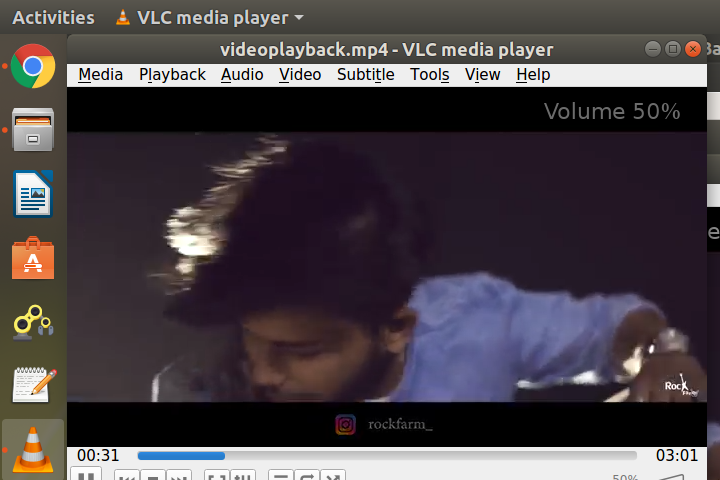 Activities VLC media player
videoplayback.mp4 - VLC media player
Media Playback Audio Video Subtitle Tools View Help
Volume 50%
Rock
rockfarm_
00:31 03:01
50%